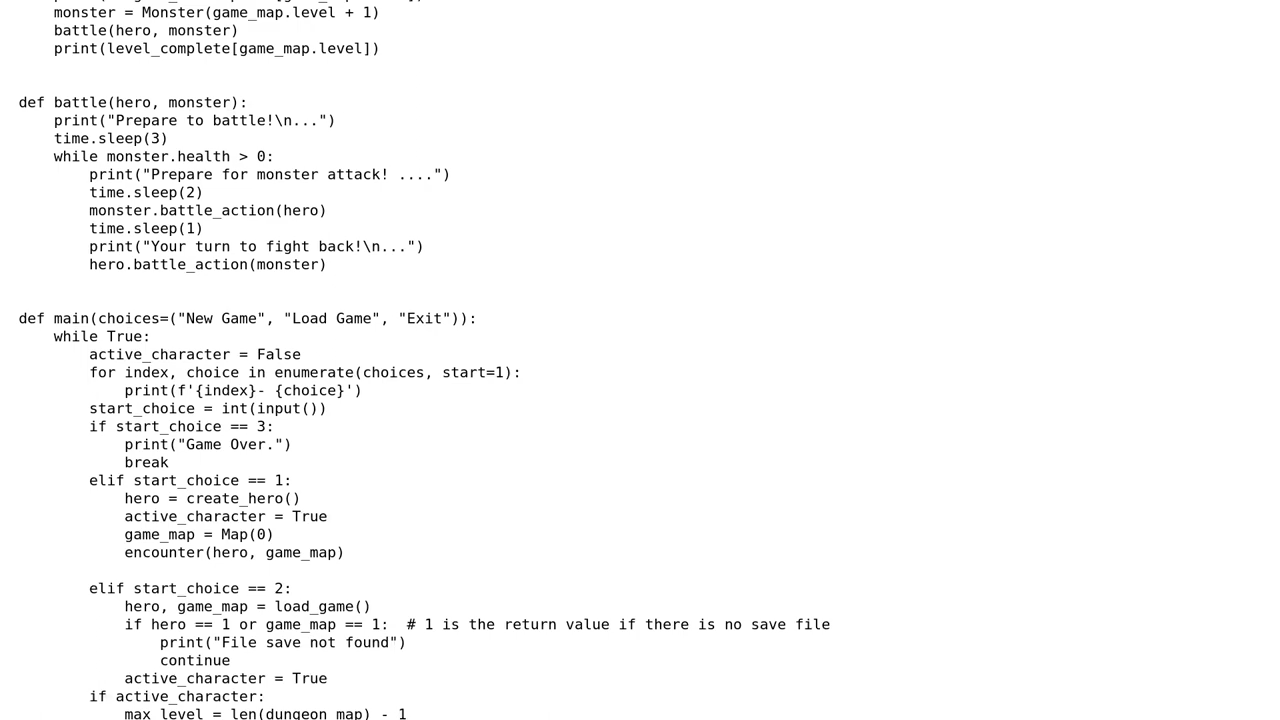 monster = Monster(game_map.level + 1)
battle(hero, monster)
print(level_complete[game_map.level])
def battle(hero, monster):
print("Prepare to battle!\n...")
time.sleep(3)
while monster.health > 0:
print("Prepare for monster attack! ....")
time.sleep(2)
monster.battle_action(hero)
time.sleep(1)
print("Your turn to fight back!\n...")
hero.battle_action(monster)
def main(choices=("New Game", "Load Game", "Exit")):
while True:
active_character = False
for index, choice in enumerate(choices, start=1):
print(f'{index}- {choice}')
start_choice = int(input())
if start_choice == 3:
print("Game Over.")
break
elif start_choice == 1:
hero = create_hero()
active_character = True
game_map = Map(0)
encounter(hero, game_map)
elif start_choice == 2:
hero, game_map = load_game()
if hero == 1 or game_map == 1:  # 1 is the return value if there is no save file
print("File save not found")
continue
active_character = True
if active_character:
max_level = len(dungeon_map) - 1